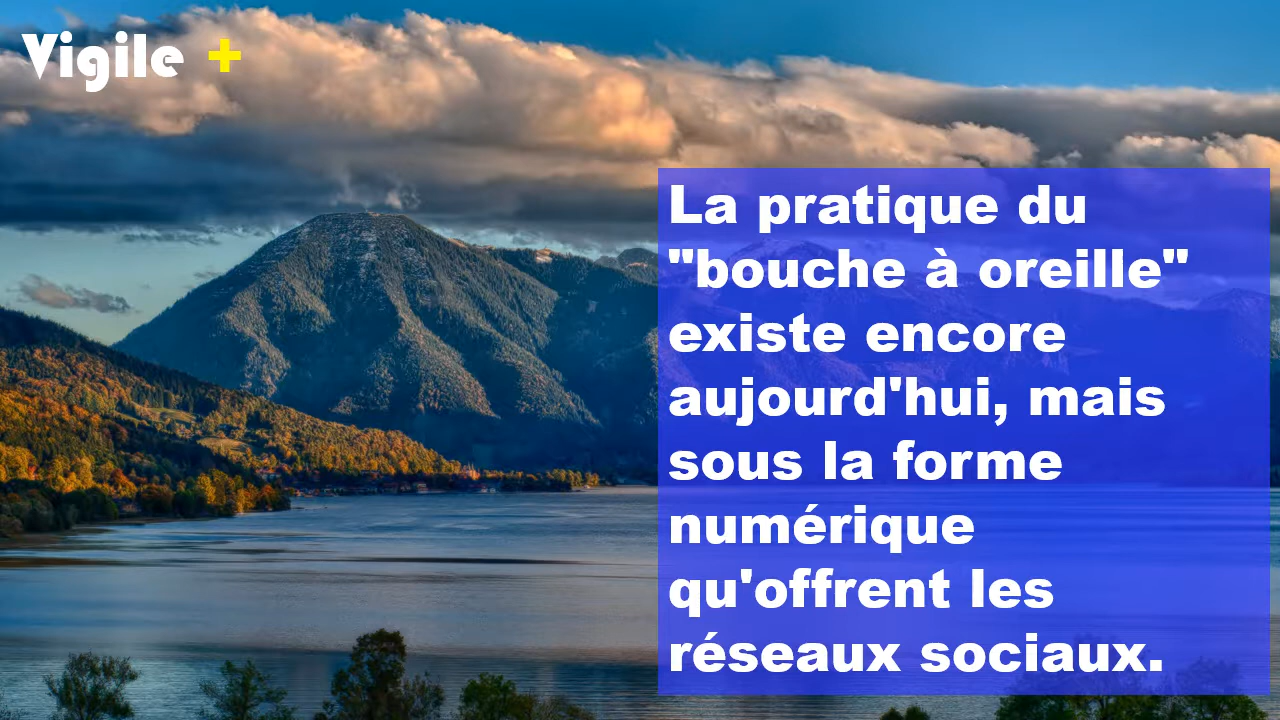 Vigile +
La pratique du
"bouche à oreille"
existe encore
aujourd'hui, mais
sous la forme
numérique
qu'offrent les
réseaux sociaux.